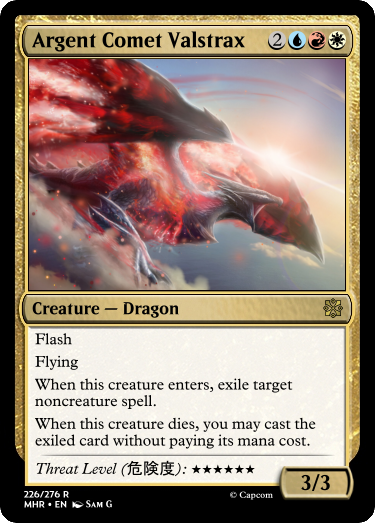 Argent Comet Valstrax 2
Creature — Dragon
Flash
Flying
When this creature enters, exile target
noncreature spell.
When this creature dies, you may cast the
exiled card without paying its mana cost.
Threat Level (危険度): ★★★★★★
3/3
226/276 R
MHR • EN Sam G
© Capcom